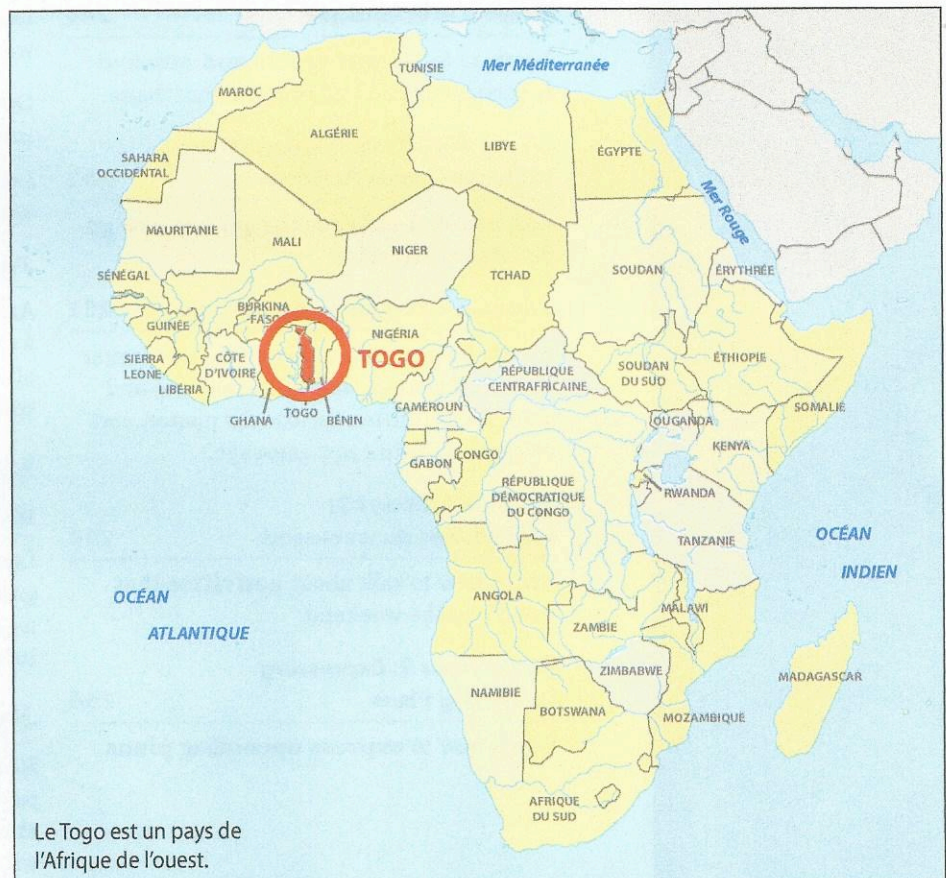 Mer Méditerranée
TUNISIE
MAROC
ALGÉRIE
LIBYE
ÉGYPTE
SAHARA
OCCIDENTAL
Mer Rouge
MAURITANIE
MALI
NIGER
TCHAD
SOUDAN
ÉRYTHRÉE
SÉNÉGAL
BURKINA
-FASO
GUINÉE
NIGÉRIA
SIERRA
LEONE
CÔTE
D'IVOIRE
TOGO
LIBÉRIA
GHANA
TOGO
BÉNIN
CAMEROUN
RÉPUBLIQUE
CENTRAFRICAINE
SOUDAN
DU SUD
ÉTHIOPIE
SOMALIE
OUGANDA
KENYA
GABON
CONGO
RÉPUBLIQUE
DÉMOCRATIQUE
DU CONGO
RWANDA
TANZANIE
OCÉAN
INDIEN
OCÉAN
ATLANTIQUE
ANGOLA
MALAWI
ZAMBIE
ZIMBABWE
MADAGASCAR
NAMIBIE
BOTSWANA
MOZAMBIQUE
AFRIQUE
DU SUD
Le Togo est un pays de
l'Afrique de l'ouest.